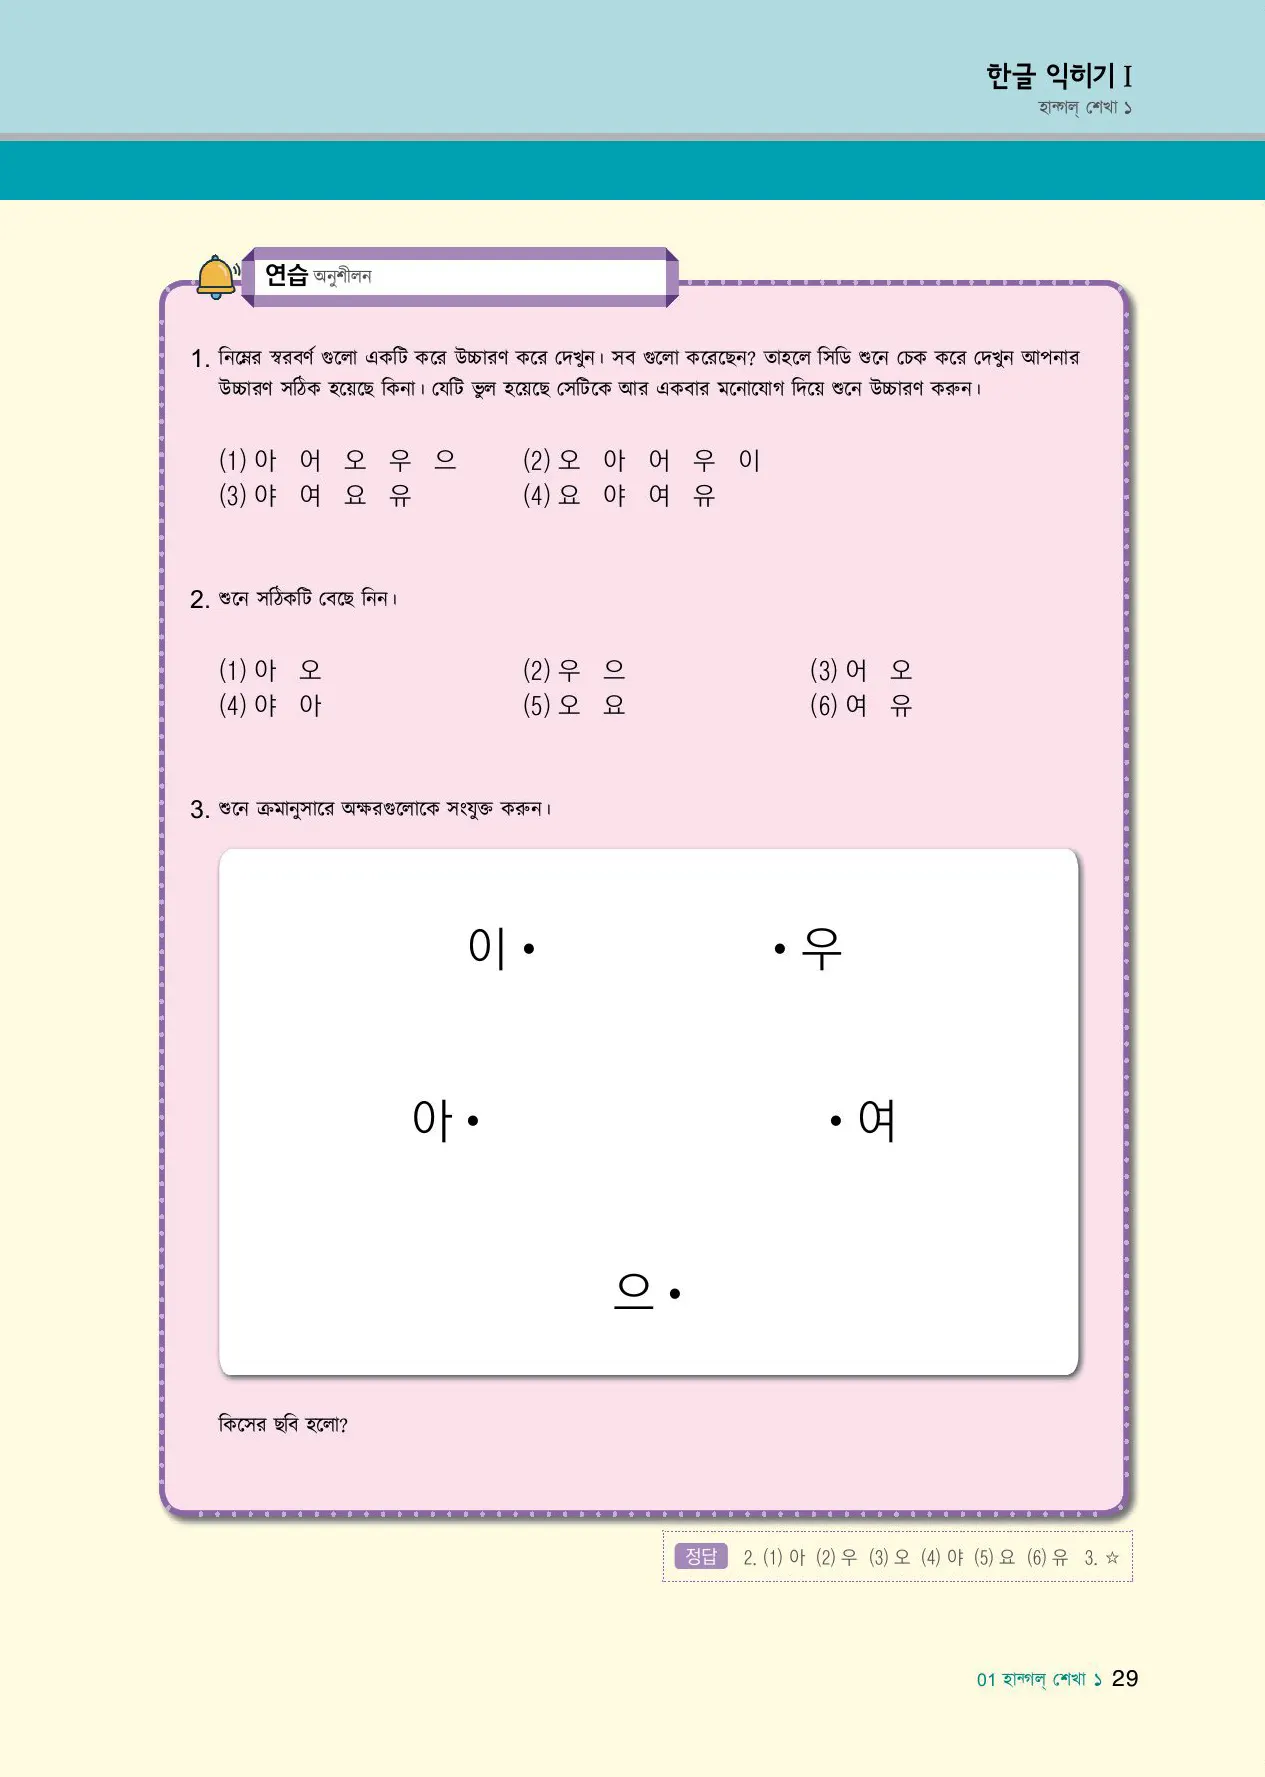 한글 익히기 I
হান্গল্ শেখা ১
연습 অনুশীলন
1. নিম্নের স্বরবর্ণ গুলো একটি করে উচ্চারণ করে দেখুন। সব গুলো করেছেন? তাহলে সিডি শুনে চেক করে দেখুন আপনার
উচ্চারণ সঠিক হয়েছে কিনা। যেটি ভুল হয়েছে সেটিকে আর একবার মনোযোগ দিয়ে শুনে উচ্চারণ করুন।
(1) 아 어 오 우 으 (2) 오 아 어 우 이
(3) 야 여 요 유 (4) 요 야 여 유
2. শুনে সঠিকটি বেছে নিন।
(1) 아 오 (2) 우 으 (3) 어 오
(4) 야 아 (5) 오 요 (6) 여 유
3. শুনে ক্রমানুসারে অক্ষরগুলোকে সংযুক্ত করুন।
이 • • 우
아 • • 여
으 •
কিসের ছবি হলো?
정답 2. (1) 아 (2) 우 (3) 오 (4) 야 (5) 요 (6) 유 3. ☆
01 হান্গল্ শেখা ১ 29